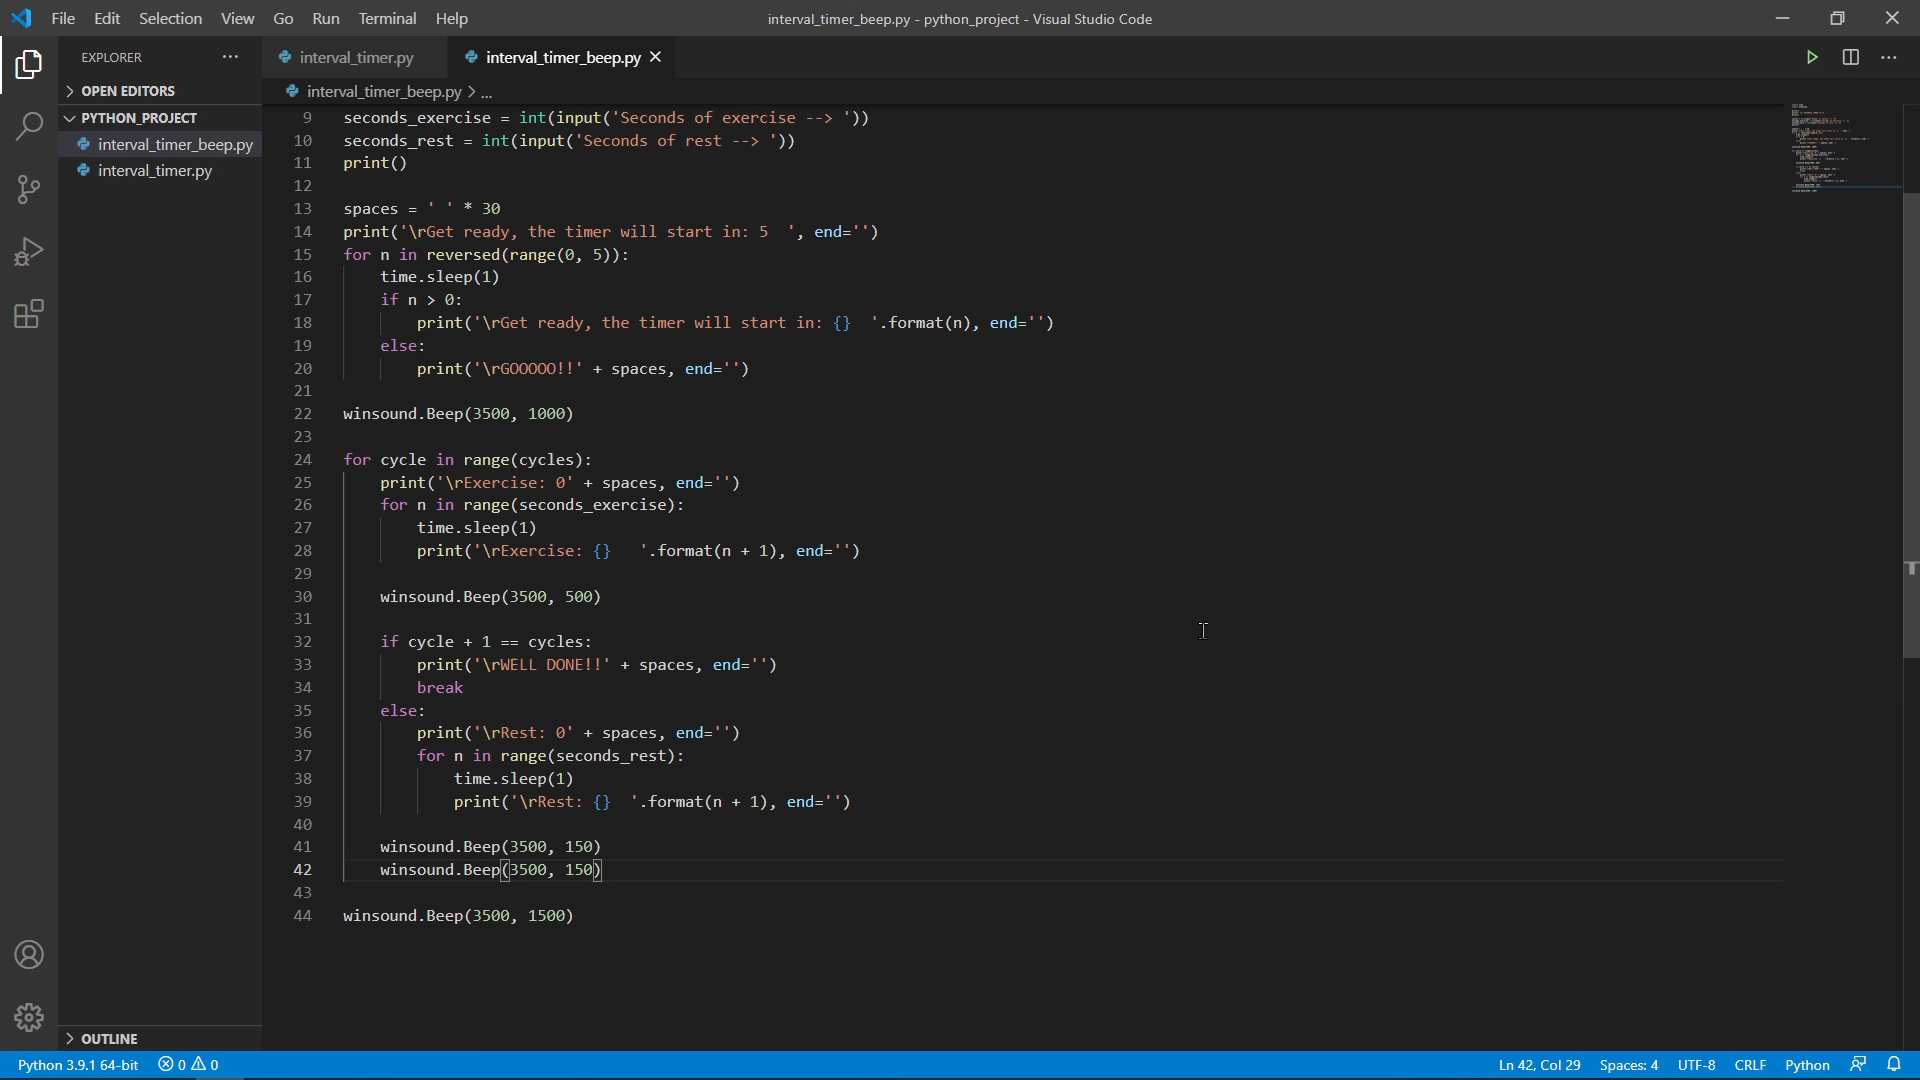 File Edit Selection View Go Run Terminal Help interval_timer_beep.py - python_project - Visual Studio Code
EXPLORER
OPEN EDITORS
PYTHON_PROJECT
interval_timer_beep.py
interval_timer.py
OUTLINE
interval_timer.py interval_timer_beep.py
interval_timer_beep.py > ...
9 seconds_exercise = int(input('Seconds of exercise --> '))
10 seconds_rest = int(input('Seconds of rest --> '))
11 print()
12
13 spaces = ' ' * 30
14 print('\rGet ready, the timer will start in: 5  ', end='')
15 for n in reversed(range(0, 5)):
16     time.sleep(1)
17     if n > 0:
18         print('\rGet ready, the timer will start in: {}  '.format(n), end='')
19     else:
20         print('\rGOOOOO!!' + spaces, end='')
21
22 winsound.Beep(3500, 1000)
23
24 for cycle in range(cycles):
25     print('\rExercise: 0' + spaces, end='')
26     for n in range(seconds_exercise):
27         time.sleep(1)
28         print('\rExercise: {}   '.format(n + 1), end='')
29
30     winsound.Beep(3500, 500)
31
32     if cycle + 1 == cycles:
33         print('\rWELL DONE!!' + spaces, end='')
34         break
35     else:
36         print('\rRest: 0' + spaces, end='')
37         for n in range(seconds_rest):
38             time.sleep(1)
39             print('\rRest: {}  '.format(n + 1), end='')
40
41     winsound.Beep(3500, 150)
42     winsound.Beep(3500, 150)
43
44 winsound.Beep(3500, 1500)
Python 3.9.1 64-bit 0 0 Ln 42, Col 29 Spaces: 4 UTF-8 CRLF Python